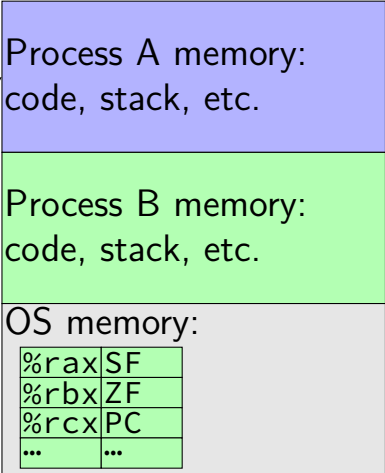 Process A memory:
code, stack, etc.
Process B memory:
code, stack, etc.
OS memory:
%rax SF
%rbx ZF
%rcx PC
… …